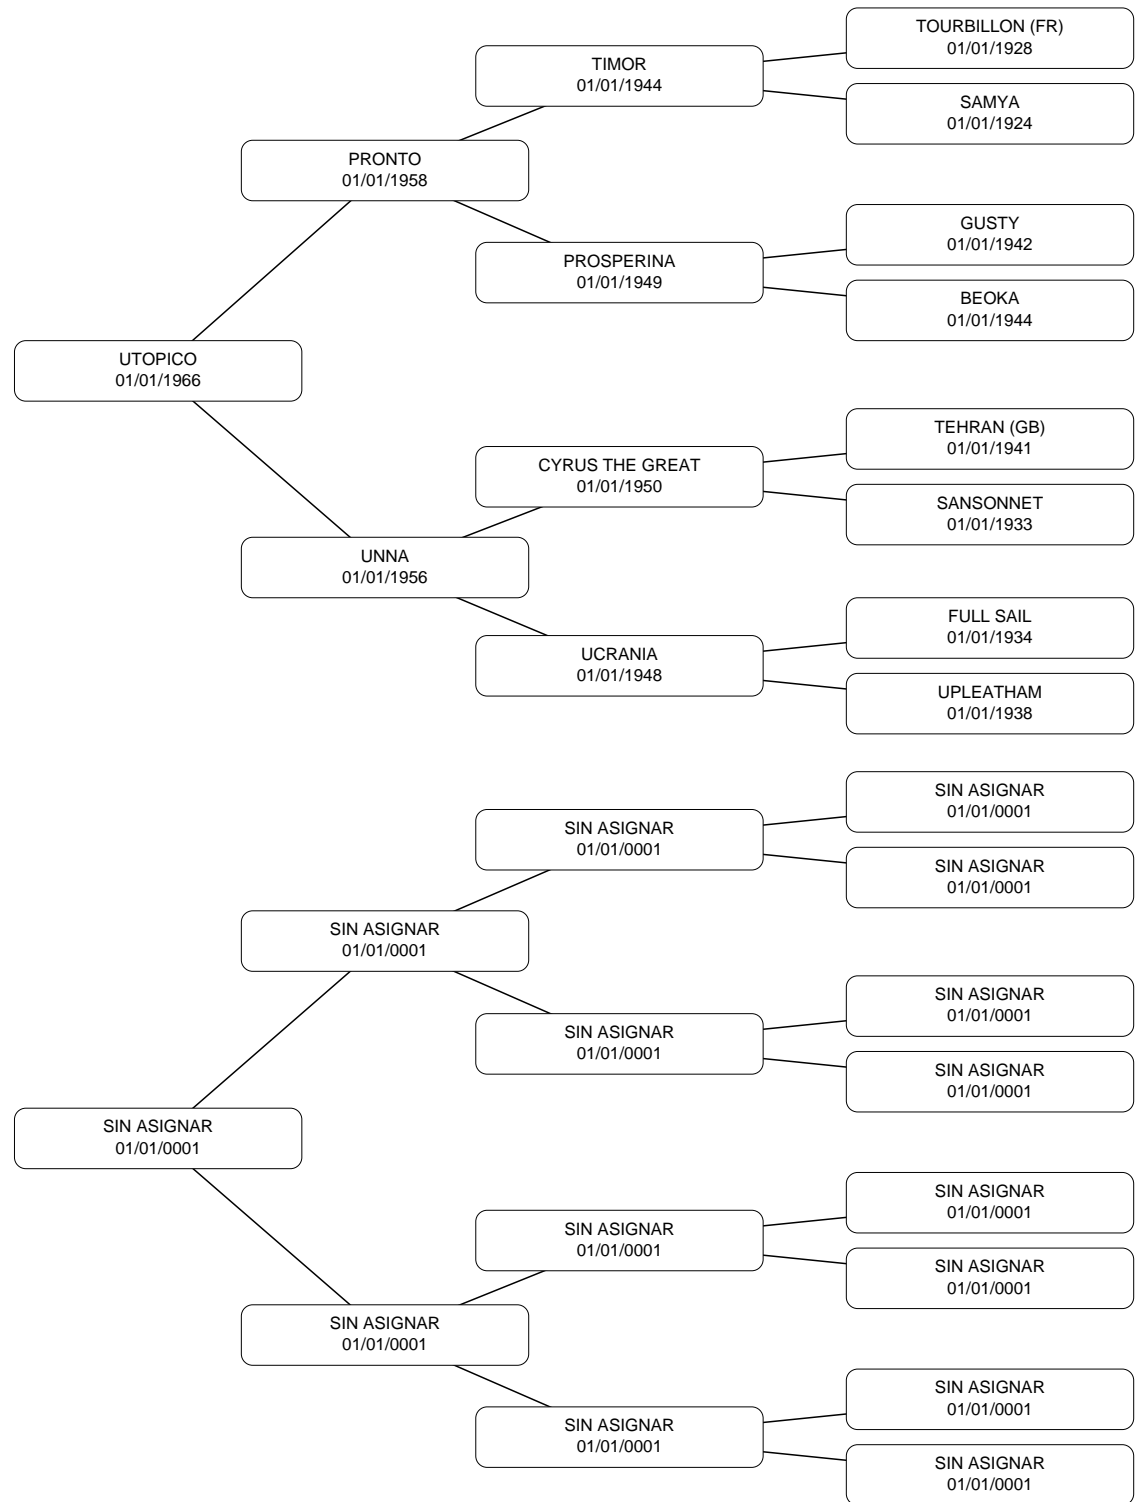 TOURBILLON (FR)
01/01/1928
TIMOR
01/01/1944
SAMYA
01/01/1924
PRONTO
01/01/1958
GUSTY
01/01/1942
PROSPERINA
01/01/1949
BEOKA
01/01/1944
UTOPICO
01/01/1966
TEHRAN (GB)
01/01/1941
CYRUS THE GREAT
01/01/1950
SANSONNET
01/01/1933
UNNA
01/01/1956
FULL SAIL
01/01/1934
UCRANIA
01/01/1948
UPLEATHAM
01/01/1938
SIN ASIGNAR
01/01/0001
SIN ASIGNAR
01/01/0001
SIN ASIGNAR
01/01/0001
SIN ASIGNAR
01/01/0001
SIN ASIGNAR
01/01/0001
SIN ASIGNAR
01/01/0001
SIN ASIGNAR
01/01/0001
SIN ASIGNAR
01/01/0001
SIN ASIGNAR
01/01/0001
SIN ASIGNAR
01/01/0001
SIN ASIGNAR
01/01/0001
SIN ASIGNAR
01/01/0001
SIN ASIGNAR
01/01/0001
SIN ASIGNAR
01/01/0001
SIN ASIGNAR
01/01/0001